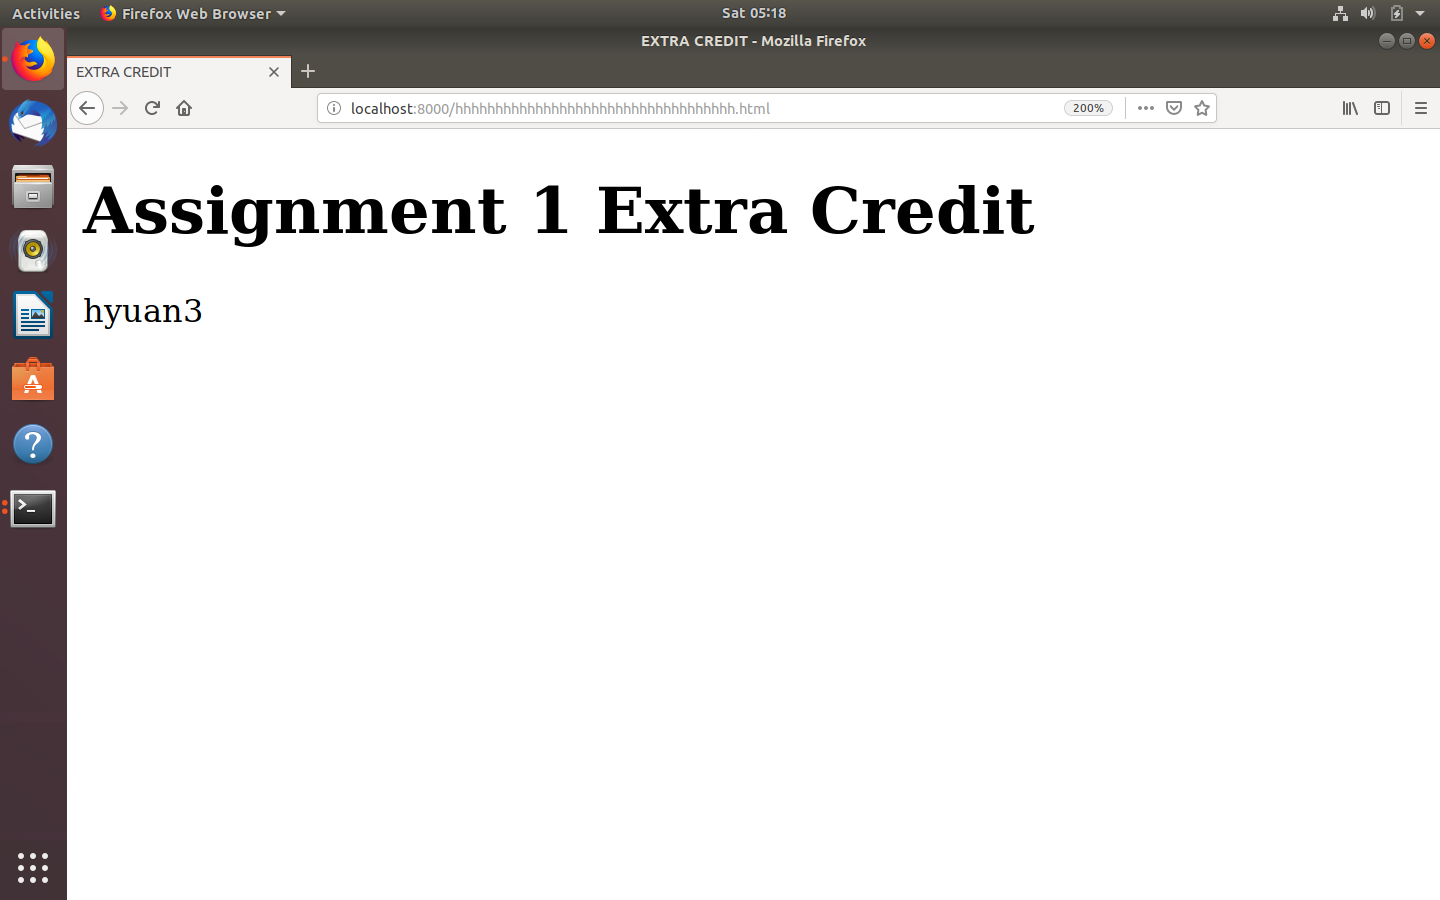 Activities Firefox Web Browser Sat 05:18
EXTRA CREDIT - Mozilla Firefox
EXTRA CREDIT
localhost:8000/hhhhhhhhhhhhhhhhhhhhhhhhhhhhhhhhhhh.html 200%
Assignment 1 Extra Credit
hyuan3